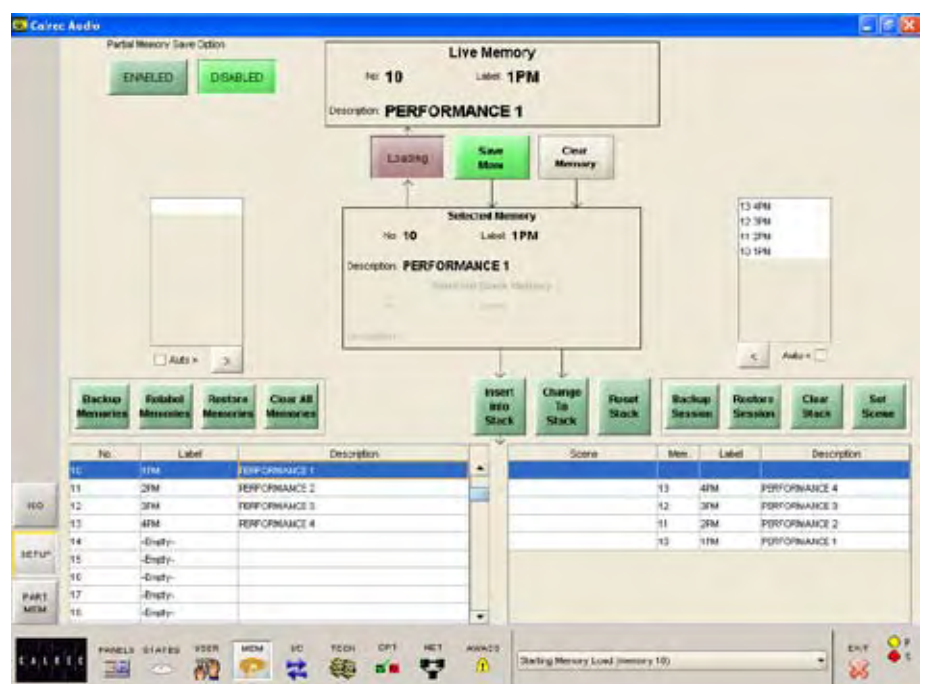 Calrec Audio
Partial Memory Save Option
ENABLED DISABLED
Live Memory
No: 10 Label: 1PM
Description: PERFORMANCE 1
Loading
Save Mem
Clear Memory
Selected Memory
No: 10 Label: 1PM
Description: PERFORMANCE 1
13 4PM
12 3PM
11 2PM
10 1PM
Auto > >
< Auto <
Backup Memories
Relabel Memories
Restore Memories
Clear All Memories
Insert Into Stack
Change To Stack
Reset Stack
Backup Session
Restore Session
Clear Stack
Set Scene
No. Label Description
10 1PM PERFORMANCE 1
11 2PM PERFORMANCE 2
12 3PM PERFORMANCE 3
13 4PM PERFORMANCE 4
14 -Empty-
15 -Empty-
16 -Empty-
17 -Empty-
18 -Empty-
Scene Mem. Label Description
13 4PM PERFORMANCE 4
12 3PM PERFORMANCE 3
11 2PM PERFORMANCE 2
10 1PM PERFORMANCE 1
SETUP
PART. MEM
CALREC
PANELS STATES USER MEM I/O TECH OPT NET AWACS
Starting Memory Load (memory 10)
EXIT
P
C